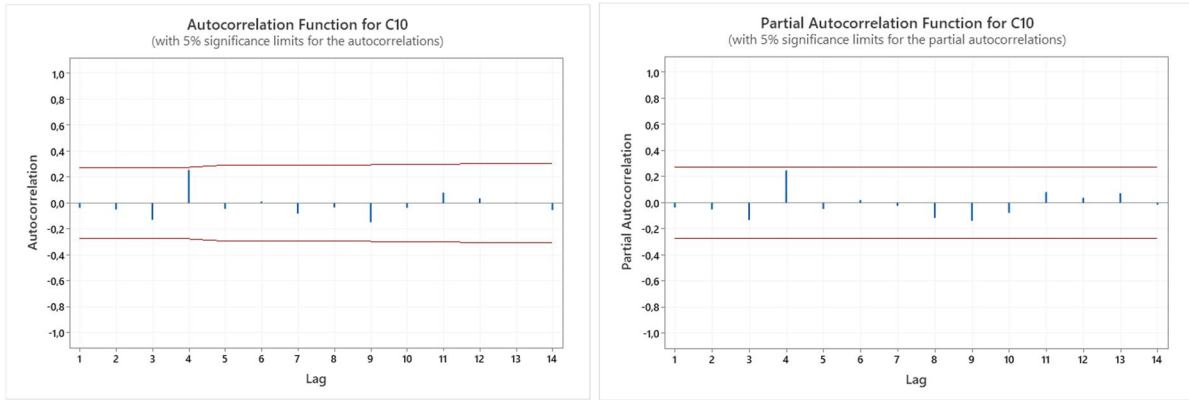 Autocorrelation Function for C10
(with 5% significance limits for the autocorrelations)
1,0
0,8
0,6
0,4
0,2
0,0
-0,2
-0,4
-0,6
-0,8
-1,0
Autocorrelation
1 2 3 4 5 6 7 8 9 10 11 12 13 14
Lag
Partial Autocorrelation Function for C10
(with 5% significance limits for the partial autocorrelations)
1,0
0,8
0,6
0,4
0,2
0,0
-0,2
-0,4
-0,6
-0,8
-1,0
Partial Autocorrelation
1 2 3 4 5 6 7 8 9 10 11 12 13 14
Lag